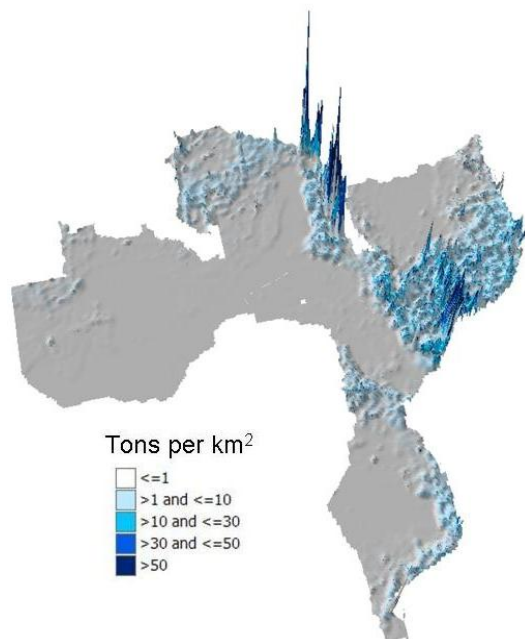 Tons per km²
<=1
>1 and <=10
>10 and <=30
>30 and <=50
>50